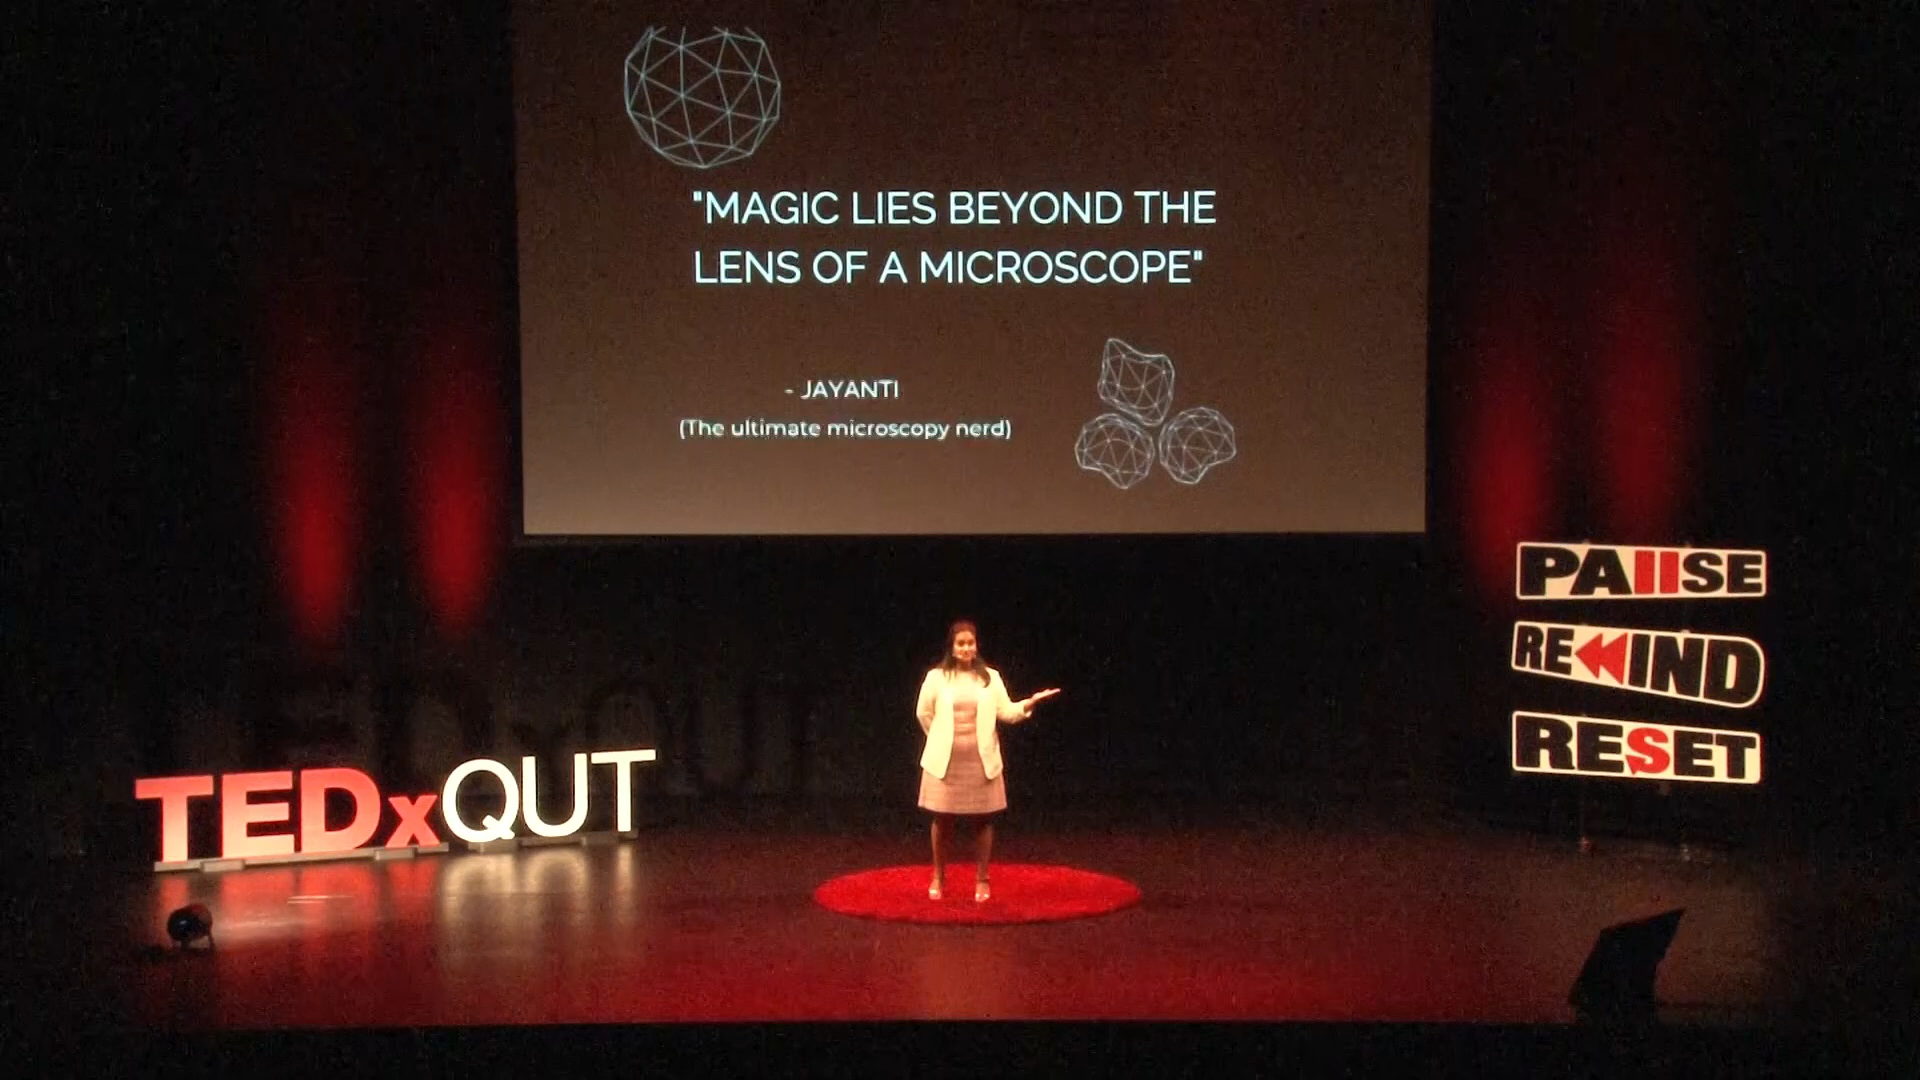 "MAGIC LIES BEYOND THE
LENS OF A MICROSCOPE"
- JAYANTI
(The ultimate microscopy nerd)
PAUSE
REWIND
RESET
TEDxQUT